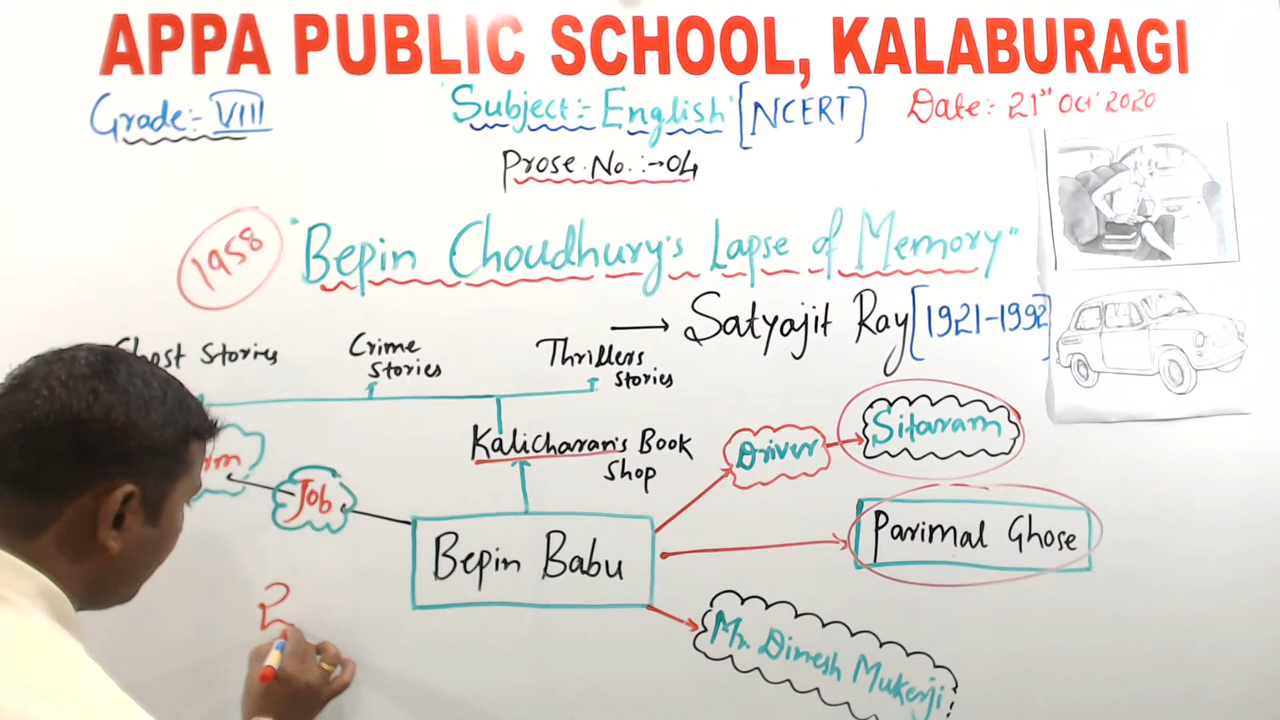 APPA PUBLIC SCHOOL, KALABURAGI
Grade:- VIII
Subject:- English [NCERT]
Date:- 21st Oct' 2020
Prose. No. :→04
1958
"Bepin Choudhury's Lapse of Memory"
→ Satyajit Ray [1921-1992]
Stories
Crime
Stories
Thrillers
Stories
Kalicharan's Book
Shop
Driver
Sitaram
Job
Bepin Babu
Parimal Ghose
Mr. Dinesh Mukerji